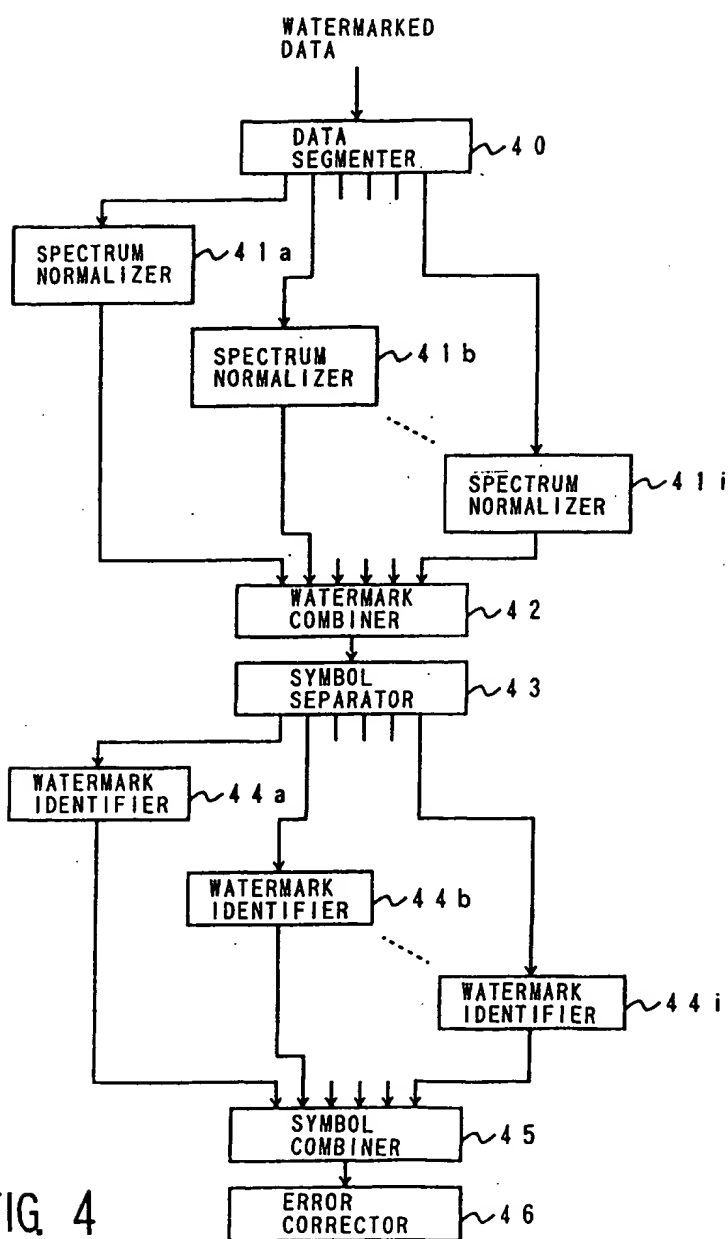 WATERMARKED
DATA
DATA
SEGMENTER
40
SPECTRUM
NORMALIZER
41a
SPECTRUM
NORMALIZER
41b
SPECTRUM
NORMALIZER
41i
WATERMARK
COMBINER
42
SYMBOL
SEPARATOR
43
WATERMARK
IDENTIFIER
44a
WATERMARK
IDENTIFIER
44b
WATERMARK
IDENTIFIER
44i
SYMBOL
COMBINER
45
ERROR
CORRECTOR
46
FIG. 4